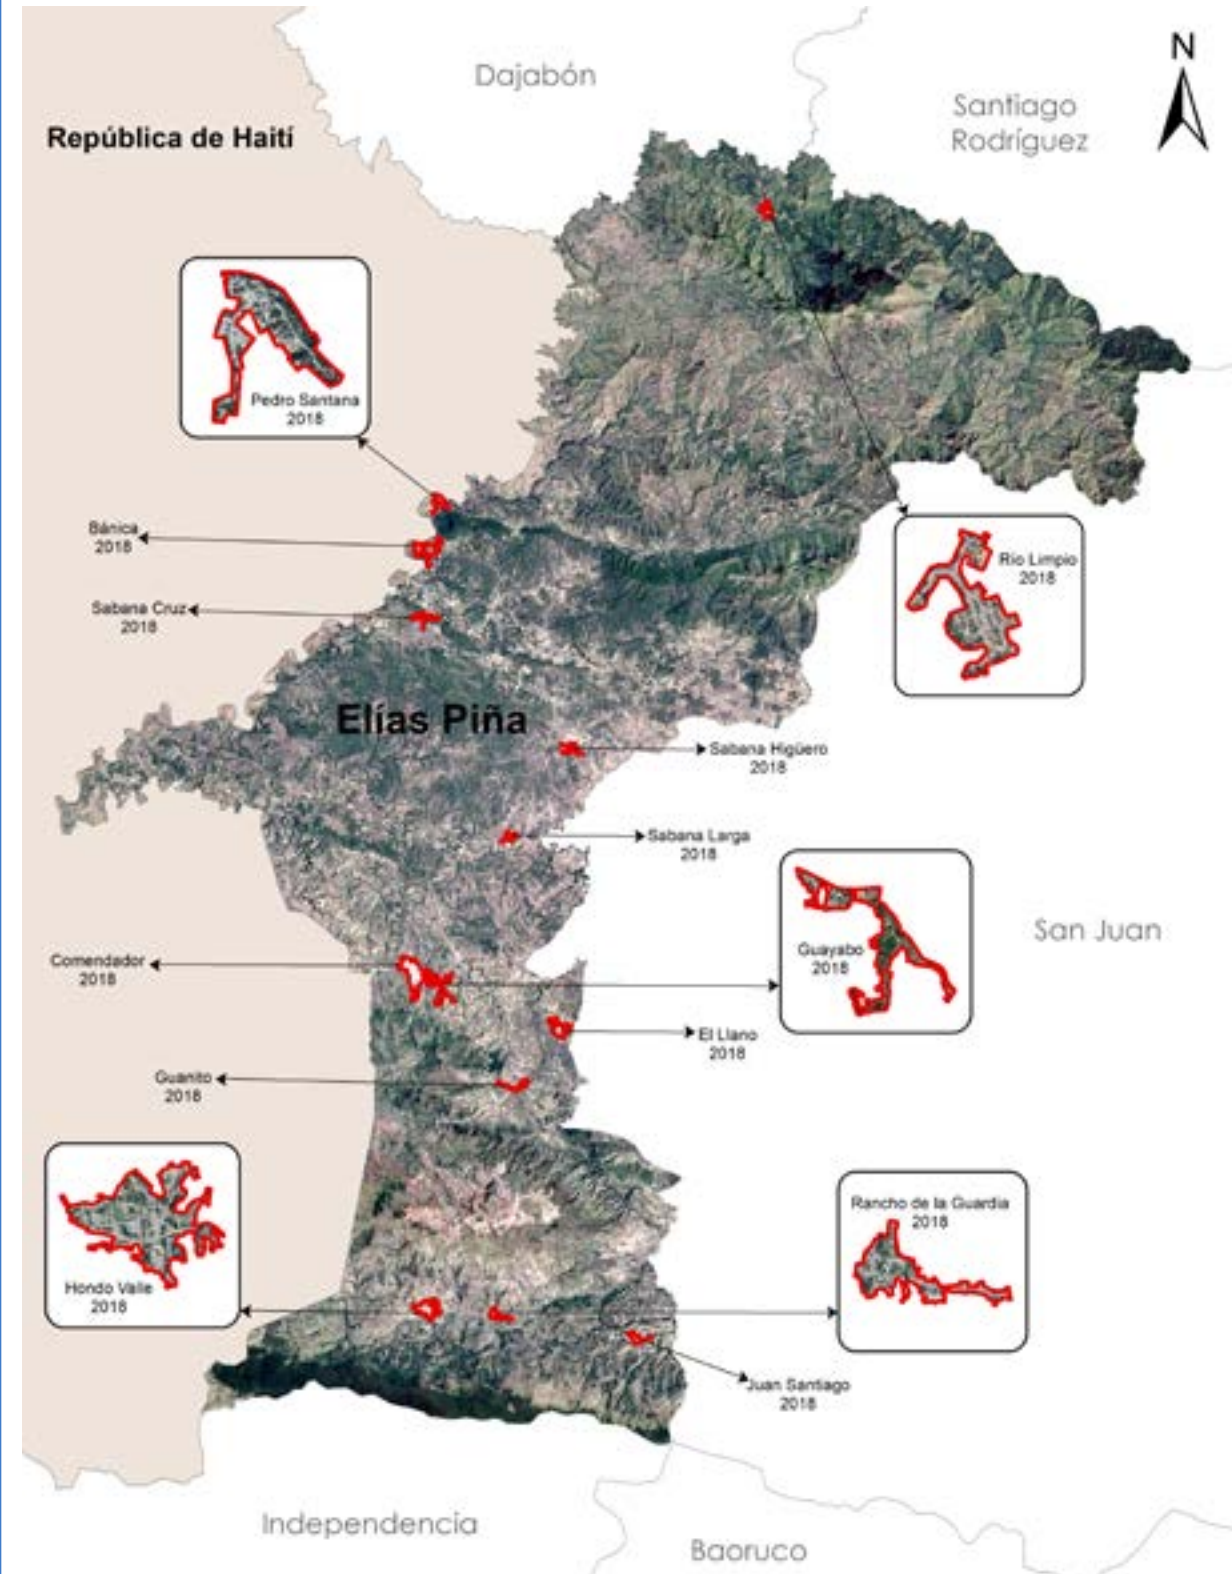 N
Dajabón
Santiago
Rodríguez
República de Haití
Pedro Santana
2018
Bánica
2018
Río Limpio
2018
Sabana Cruz
2018
Elías Piña
Sabana Higüero
2018
Sabana Larga
2018
San Juan
Guayabo
2018
Comendador
2018
El Llano
2018
Guanito
2018
Rancho de la Guardia
2018
Hondo Valle
2018
Juan Santiago
2018
Independencia
Baoruco